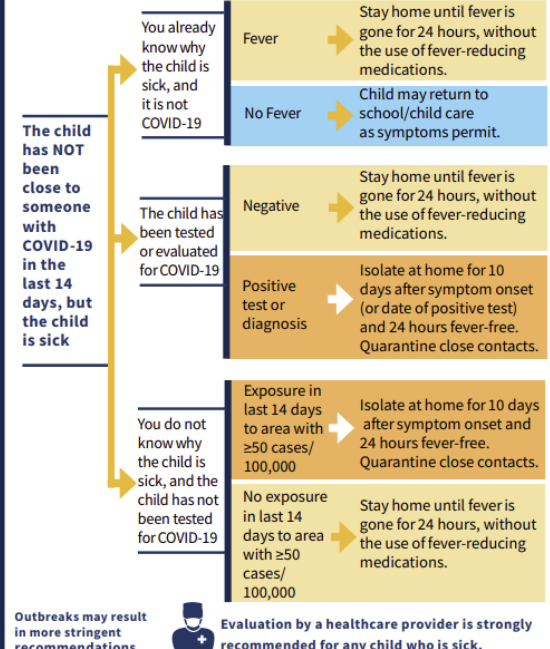 The child
has NOT
been
close to
someone
with
COVID-19
in the
last 14
days, but
the child
is sick
You already
know why
the child is
sick, and
it is not
COVID-19
Fever
Stay home until fever is
gone for 24 hours, without
the use of fever-reducing
medications.
No Fever
Child may return to
school/child care
as symptoms permit.
The child has
been tested
or evaluated
for COVID-19
Negative
Stay home until fever is
gone for 24 hours, without
the use of fever-reducing
medications.
Positive
test or
diagnosis
Isolate at home for 10
days after symptom onset
(or date of positive test)
and 24 hours fever-free.
Quarantine close contacts.
You do not
know why
the child is
sick, and the
child has not
been tested
for COVID-19
Exposure in
last 14 days
to area with
≥50 cases/
100,000
Isolate at home for 10 days
after symptom onset and
24 hours fever-free.
Quarantine close contacts.
No exposure
in last 14
days to area
with ≥50
cases/
100,000
Stay home until fever is
gone for 24 hours, without
the use of fever-reducing
medications.
Outbreaks may result
in more stringent
recommendations
Evaluation by a healthcare provider is strongly
recommended for any child who is sick.